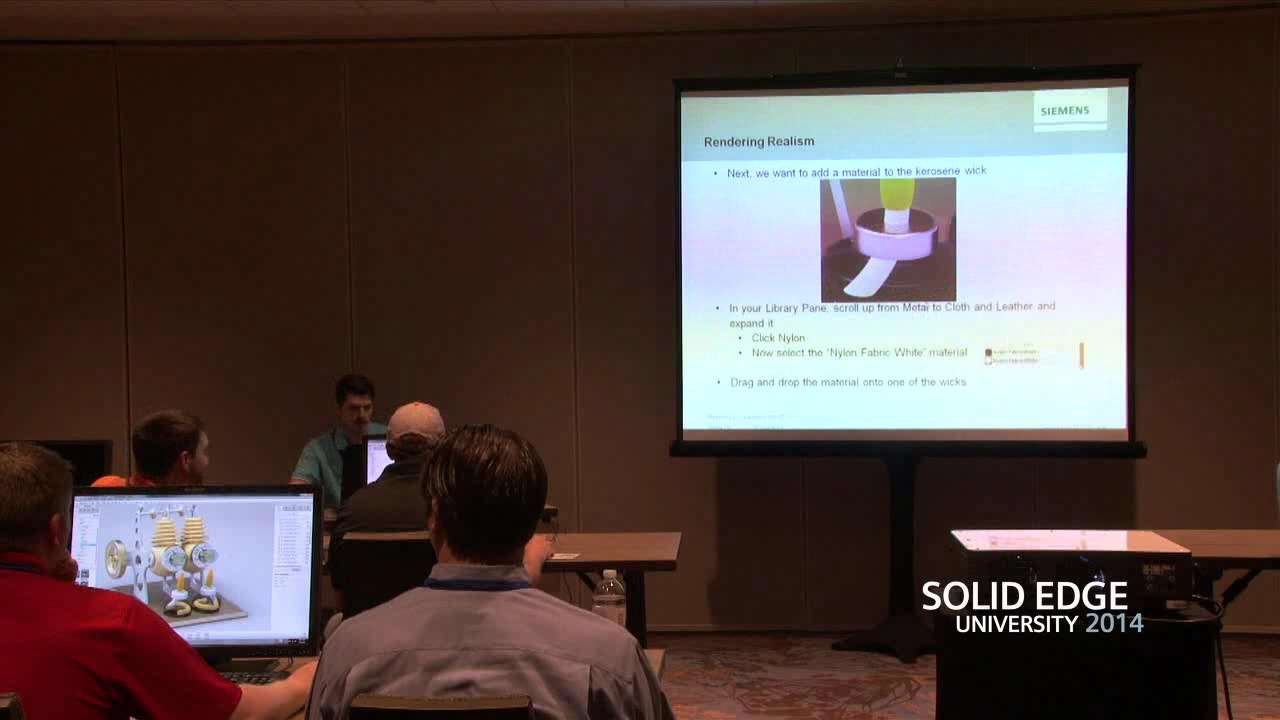 SIEMENS
Rendering Realism
• Next, we want to add a material to the kerosene wick
• In your Library Pane, scroll up from Metal to Cloth and Leather and
expand it
• Click Nylon
• Now select the “Nylon Fabric White” material
• Drag and drop the material onto one of the wicks
SOLID EDGE
UNIVERSITY 2014